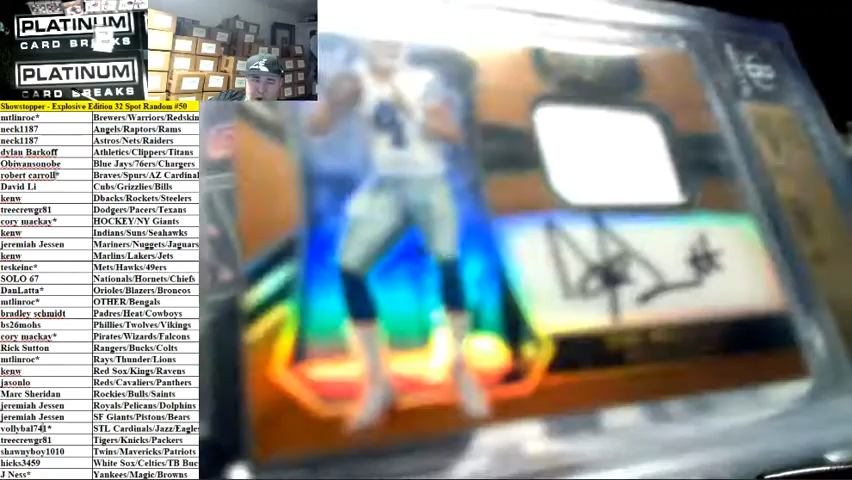 PLATINUM
CARD BREAKS
PLATINUM
CARD BREAKS
Showstopper - Explosive Edition 32 Spot Random #50
mtlinroc* Brewers/Warriors/Redskin
neck1187 Angels/Raptors/Rams
neck1187 Astros/Nets/Raiders
dylan Barkoff Athletics/Clippers/Titans
Obiwansonobe Blue Jays/76ers/Chargers
robert carroll* Braves/Spurs/AZ Cardinal
David Li Cubs/Grizzlies/Bills
kenw Dbacks/Rockets/Steelers
treecrewgr81 Dodgers/Pacers/Texans
cory mackay* HOCKEY/NY Giants
kenw Indians/Suns/Seahawks
jeremiah Jessen Mariners/Nuggets/Jaguars
kenw Marlins/Lakers/Jets
teskeinc* Mets/Hawks/49ers
SOLO 67 Nationals/Hornets/Chiefs
DanLatta* Orioles/Blazers/Broncos
mtlinroc* OTHER/Bengals
bradley schmidt Padres/Heat/Cowboys
bs26mohs Phillies/Twolves/Vikings
cory mackay* Pirates/Wizards/Falcons
Rick Sutton Rangers/Bucks/Colts
mtlinroc* Rays/Thunder/Lions
kenw Red Sox/Kings/Ravens
jasonlo Reds/Cavaliers/Panthers
Marc Sheridan Rockies/Bulls/Saints
jeremiah Jessen Royals/Pelicans/Dolphins
jeremiah Jessen SF Giants/Pistons/Bears
vollybal741* STL Cardinals/Jazz/Eagles
treecrewgr81 Tigers/Knicks/Packers
shawnyboy1010 Twins/Mavericks/Patriots
hicks3459 White Sox/Celtics/TB Buc
J Ness* Yankees/Magic/Browns
4